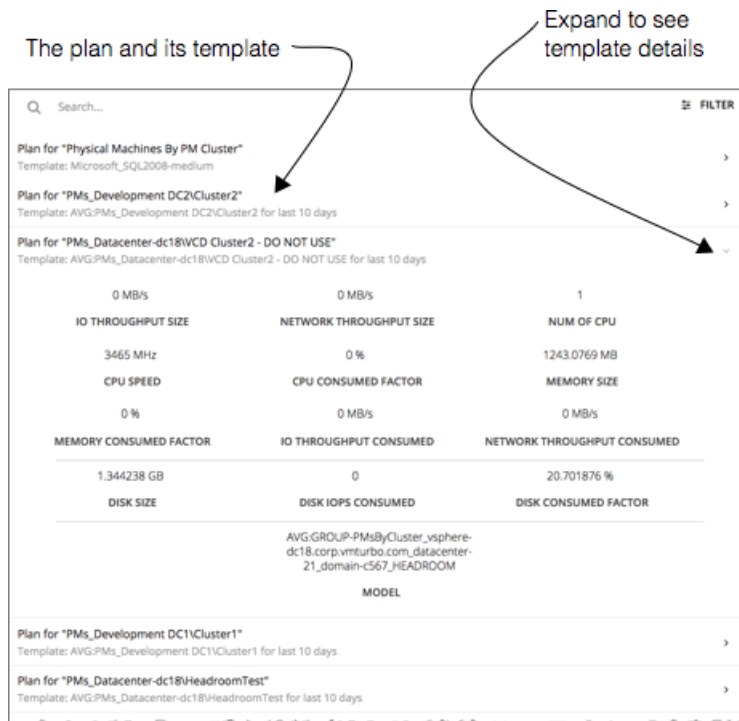 Expand to see
template details
The plan and its template
Search...
FILTER
Plan for "Physical Machines By PM Cluster"
Template: Microsoft_SQL2008-medium
Plan for "PMs_Development DC2\Cluster2"
Template: AVG:PMs_Development DC2\Cluster2 for last 10 days
Plan for "PMs_Datacenter-dc18\VCD Cluster2 - DO NOT USE"
Template: AVG:PMs_Datacenter-dc18\VCD Cluster2 - DO NOT USE for last 10 days
0 MB/s 0 MB/s 1
IO THROUGHPUT SIZE NETWORK THROUGHPUT SIZE NUM OF CPU
3465 MHz 0 % 1243.0769 MB
CPU SPEED CPU CONSUMED FACTOR MEMORY SIZE
0 % 0 MB/s 0 MB/s
MEMORY CONSUMED FACTOR IO THROUGHPUT CONSUMED NETWORK THROUGHPUT CONSUMED
1.344238 GB 0 20.701876 %
DISK SIZE DISK IOPS CONSUMED DISK CONSUMED FACTOR
AVG:GROUP-PMsByCluster_vsphere-
dc18.corp.vmturbo.com_datacenter-
21_domain-c567_HEADROOM
MODEL
Plan for "PMs_Development DC1\Cluster1"
Template: AVG:PMs_Development DC1\Cluster1 for last 10 days
Plan for "PMs_Datacenter-dc18\HeadroomTest"
Template: AVG:PMs_Datacenter-dc18\HeadroomTest for last 10 days